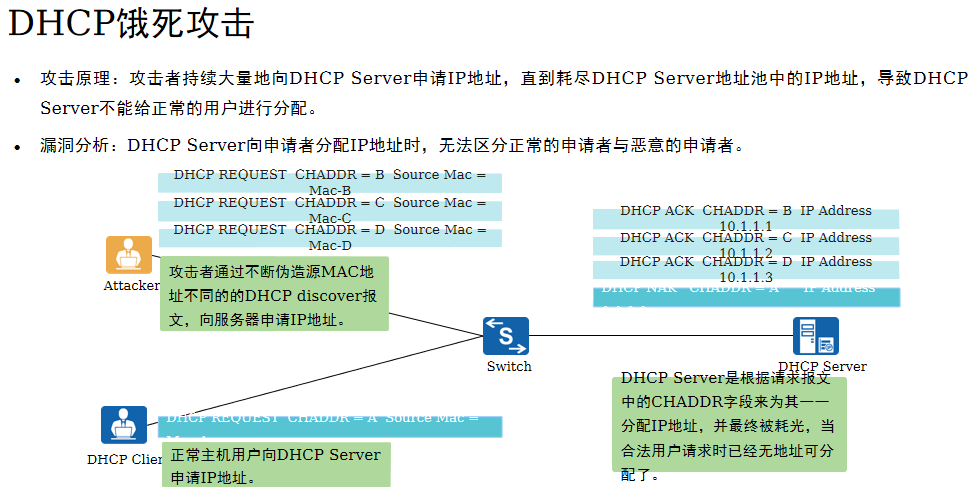 DHCP饿死攻击
• 攻击原理：攻击者持续大量地向DHCP Server申请IP地址，直到耗尽DHCP Server地址池中的IP地址，导致DHCP
Server不能给正常的用户进行分配。
• 漏洞分析：DHCP Server向申请者分配IP地址时，无法区分正常的申请者与恶意的申请者。
DHCP REQUEST CHADDR = B Source Mac =
Mac-B
DHCP REQUEST CHADDR = C Source Mac =
Mac-C
DHCP REQUEST CHADDR = D Source Mac =
Mac-D
DHCP ACK CHADDR = B IP Address
10.1.1.1
DHCP ACK CHADDR = C IP Address
10.1.1.2
DHCP ACK CHADDR = D IP Address
10.1.1.3
DHCP NAK CHADDR = A IP Address
Attacker
攻击者通过不断伪造源MAC地
址不同的的DHCP discover报
文，向服务器申请IP地址。
S
Switch
DHCP Server
DHCP Server是根据请求报文
中的CHADDR字段来为其一一
分配IP地址，并最终被耗光，当
合法用户请求时已经无地址可分
配了。
DHCP REQUEST CHADDR = A Source Mac =
DHCP Clien
正常主机用户向DHCP Server
申请IP地址。